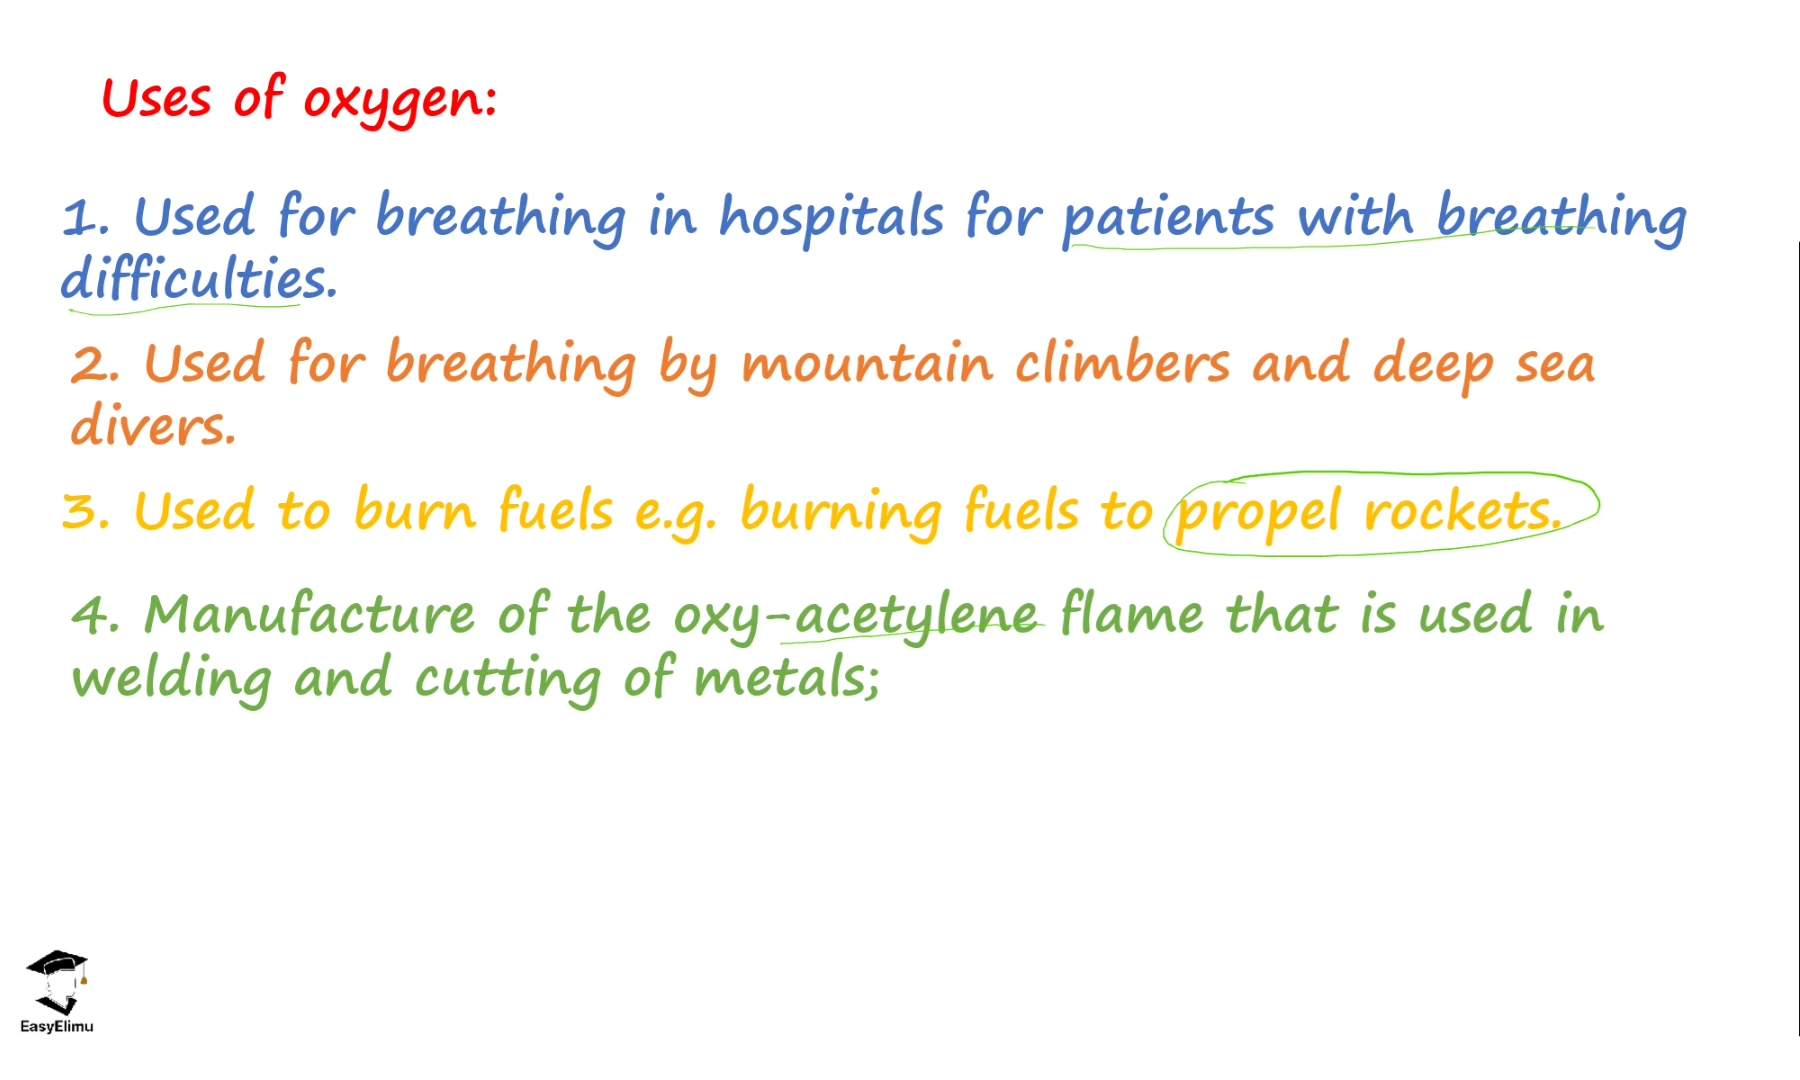 Uses of oxygen:
1. Used for breathing in hospitals for patients with breathing
difficulties.
2. Used for breathing by mountain climbers and deep sea
divers.
3. Used to burn fuels e.g. burning fuels to propel rockets.
4. Manufacture of the oxy-acetylene flame that is used in
welding and cutting of metals;
EasyElimu